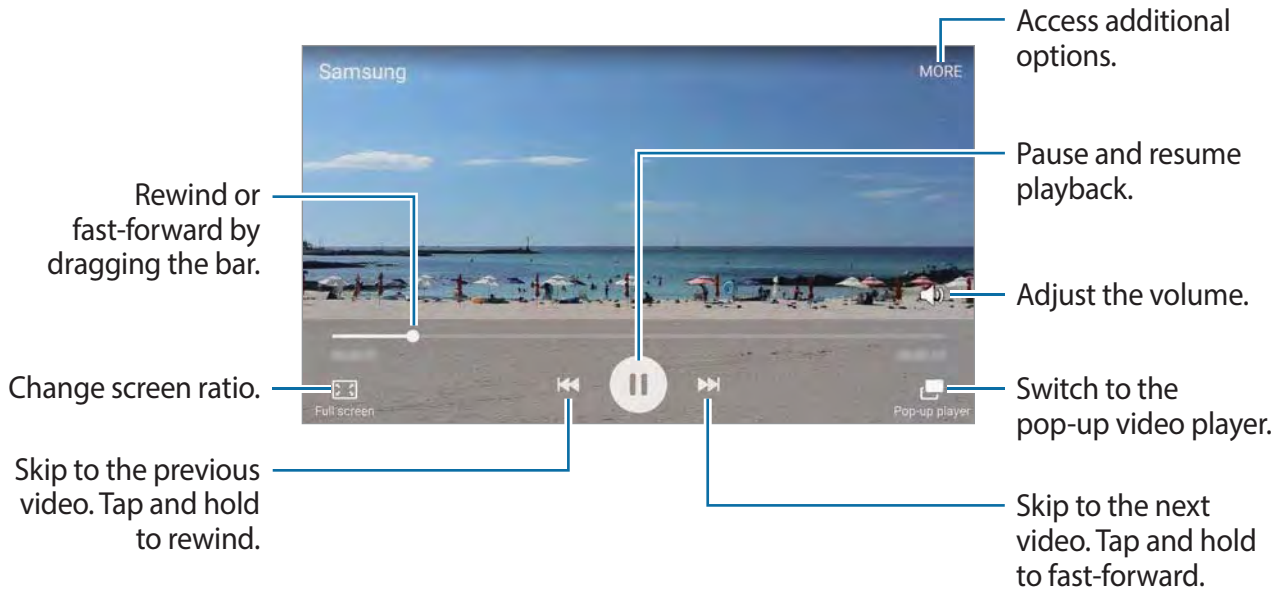 Access additional
options.
Samsung
MORE
Pause and resume
playback.
Rewind or
fast-forward by
dragging the bar.
Adjust the volume.
Change screen ratio.
Full screen
Pop-up player
Switch to the
pop-up video player.
Skip to the previous
video. Tap and hold
to rewind.
Skip to the next
video. Tap and hold
to fast-forward.